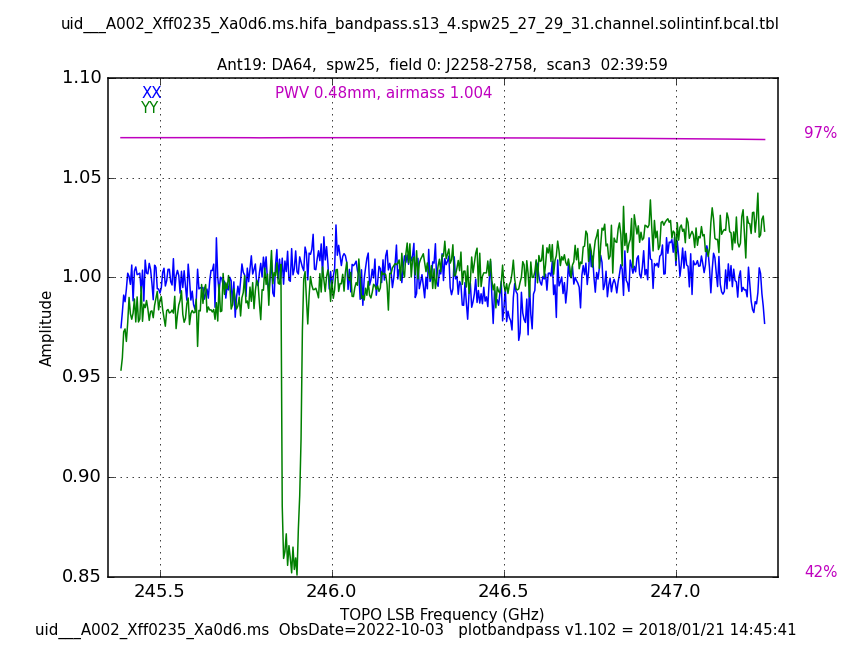 uid___A002_Xff0235_Xa0d6.ms.hifa_bandpass.s13_4.spw25_27_29_31.channel.solintinf.bcal.tbl
Ant19: DA64, spw25, field 0: J2258-2758, scan3 02:39:59
1.10
XX
PWV 0.48mm, airmass 1.004
YY
97%
1.05
1.00
Amplitude
0.95
0.90
0.85
42%
245.5 246.0 246.5 247.0
TOPO LSB Frequency (GHz)
uid___A002_Xff0235_Xa0d6.ms ObsDate=2022-10-03 plotbandpass v1.102 = 2018/01/21 14:45:41